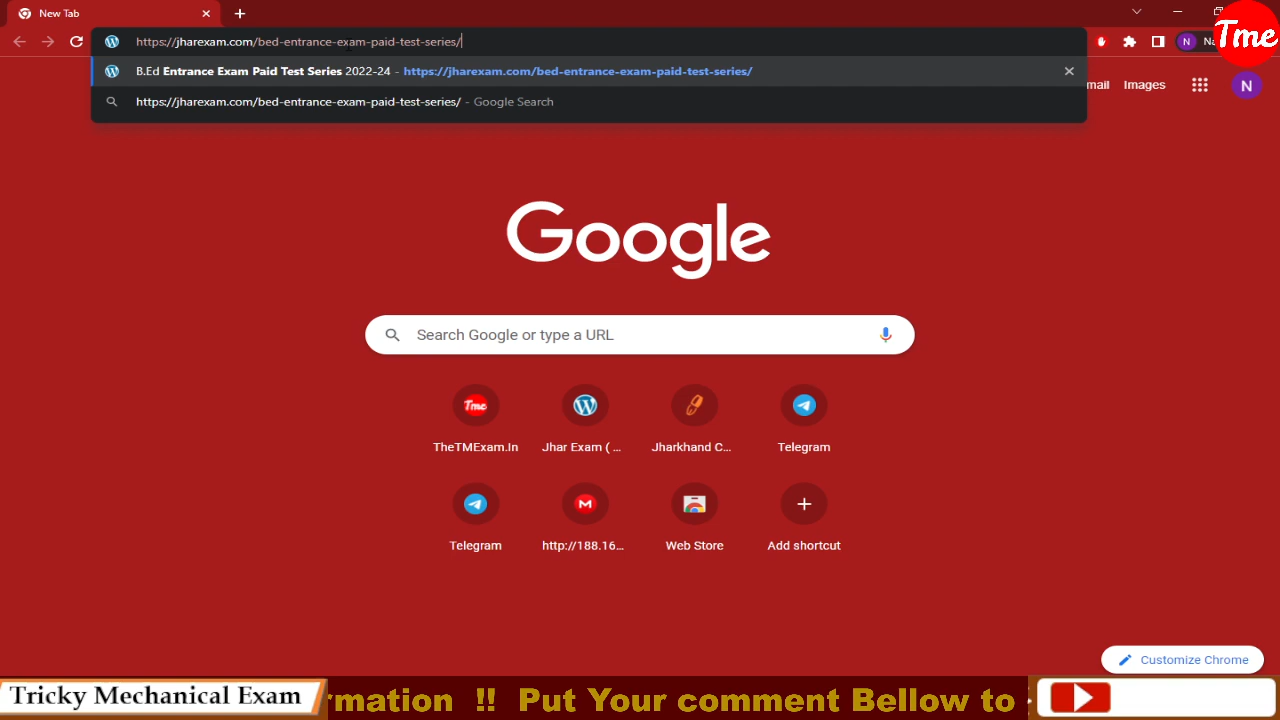 New Tab
Tme
https://jharexam.com/bed-entrance-exam-paid-test-series/
N
B.Ed Entrance Exam Paid Test Series 2022-24 - https://jharexam.com/bed-entrance-exam-paid-test-series/
https://jharexam.com/bed-entrance-exam-paid-test-series/ - Google Search
Images
N
Google
Search Google or type a URL
Tme
TheTMExam.In
Jhar Exam ( ...
Jharkhand C...
Telegram
Telegram
http://188.16...
Web Store
Add shortcut
Customize Chrome
Tricky Mechanical Exam
rmation !! Put Your comment Bellow to